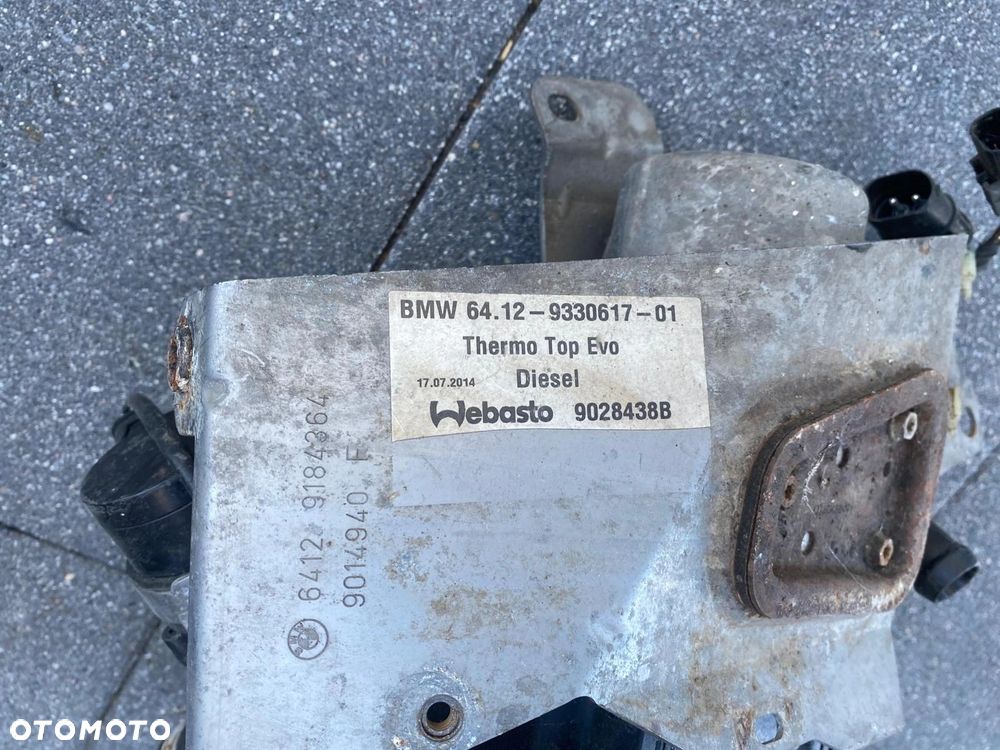 BMW 64.12-9330617-01
Thermo Top Evo
17.07.2014 Diesel
Webasto 9028438B
6412 9184364
9014940 F
OTOMOTO